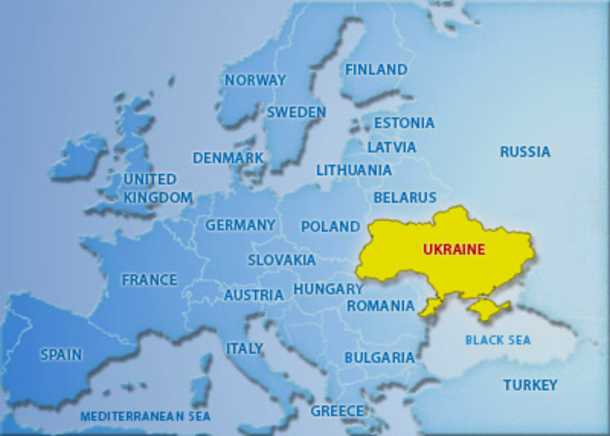 NORWAY
FINLAND
SWEDEN
ESTONIA
LATVIA
RUSSIA
DENMARK
LITHUANIA
UNITED
KINGDOM
BELARUS
GERMANY
POLAND
UKRAINE
SLOVAKIA
FRANCE
AUSTRIA
HUNGARY
ROMANIA
BLACK SEA
ITALY
SPAIN
BULGARIA
TURKEY
GREECE
MEDITERRANEAN SEA